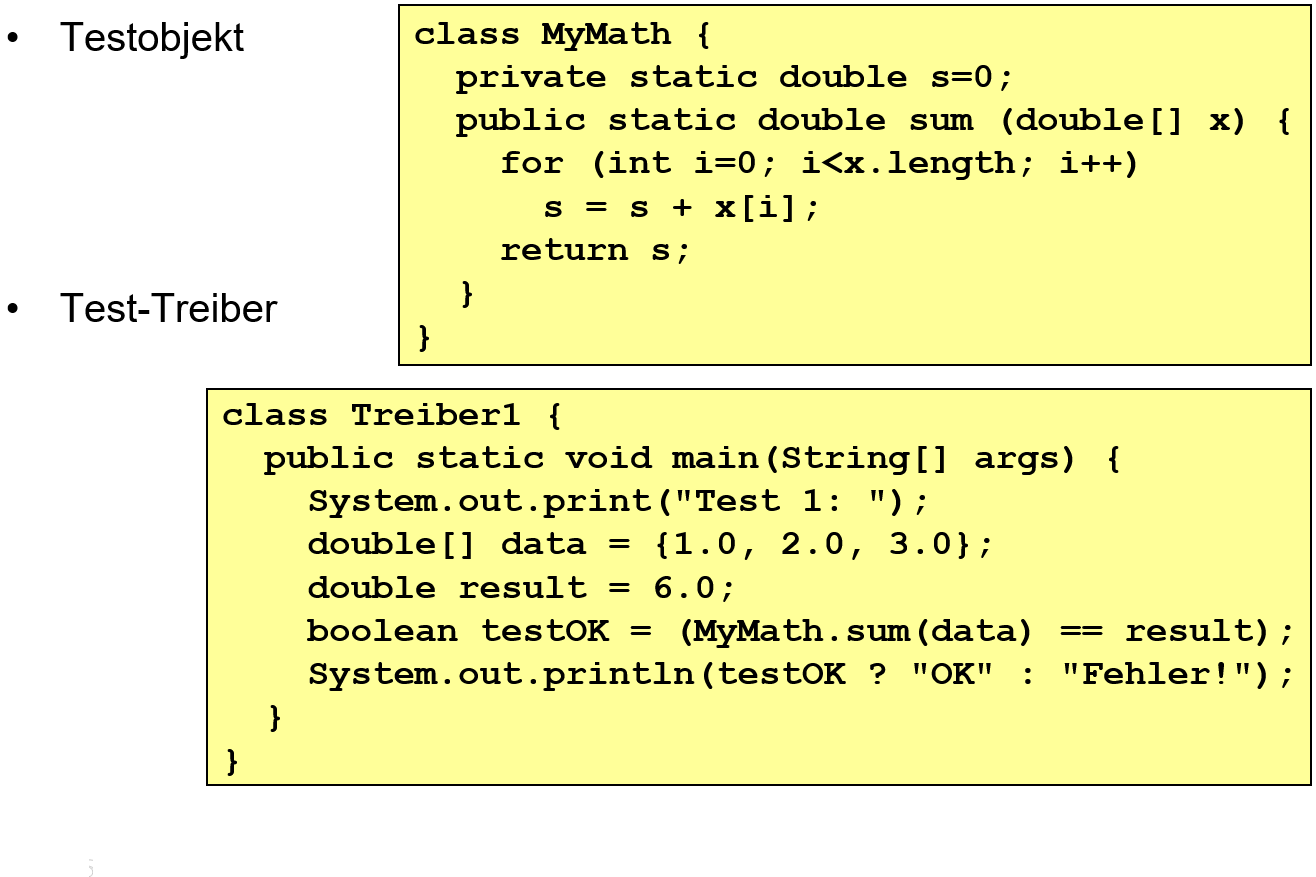 • Testobjekt
class MyMath {
  private static double s=0;
  public static double sum (double[] x) {
    for (int i=0; i<x.length; i++)
      s = s + x[i];
    return s;
  }
}
• Test-Treiber
class Treiber1 {
  public static void main(String[] args) {
    System.out.print("Test 1: ");
    double[] data = {1.0, 2.0, 3.0};
    double result = 6.0;
    boolean testOK = (MyMath.sum(data) == result);
    System.out.println(testOK ? "OK" : "Fehler!");
  }
}